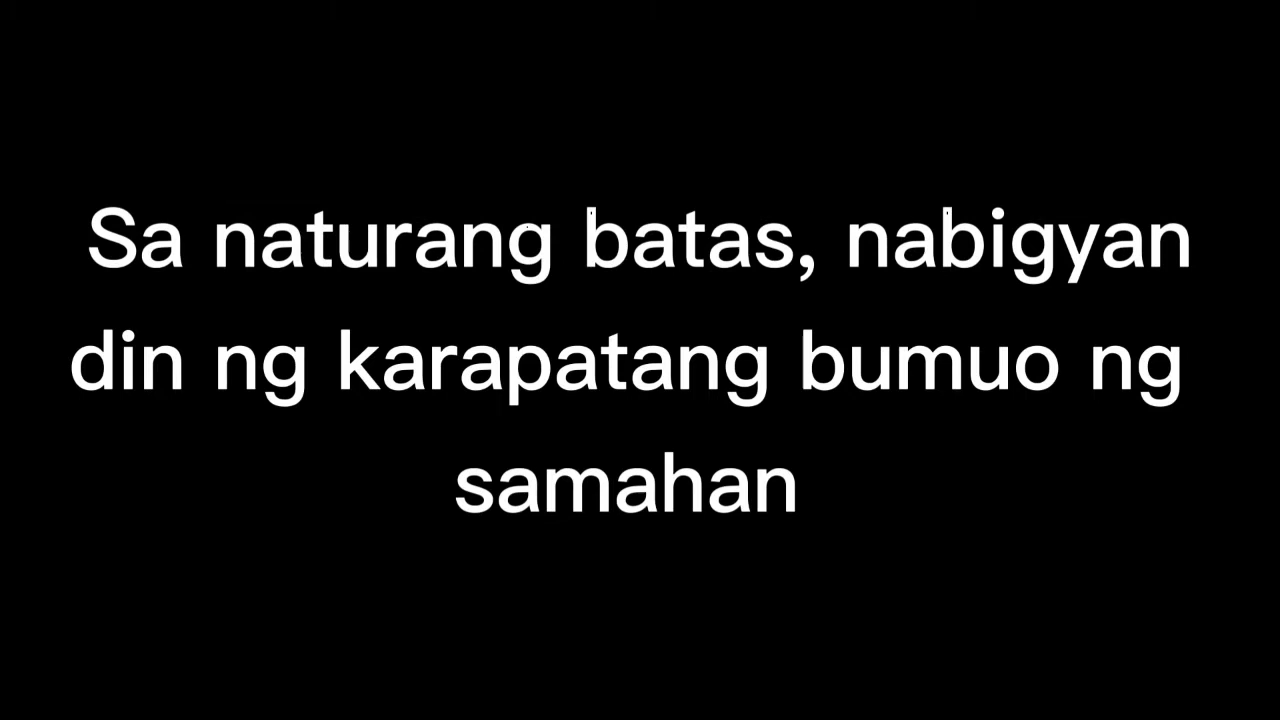 Sa naturang batas, nabigyan
din ng karapatang bumuo ng
samahan